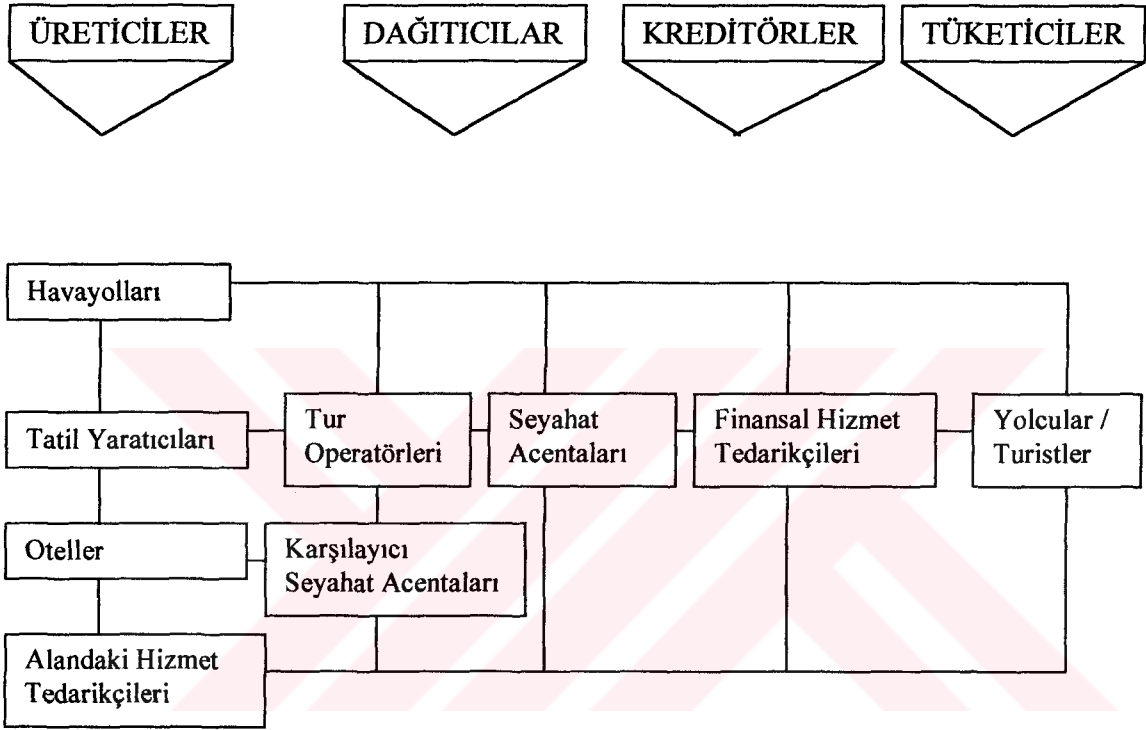 ÜRETİCİLER
DAĞITICILAR
KREDİTÖRLER
TÜKETİCİLER
Havayolları
Tatil Yaratıcıları
Tur
Operatörleri
Seyahat
Acentaları
Finansal Hizmet
Tedarikçileri
Yolcular /
Turistler
Oteller
Karşılayıcı
Seyahat Acentaları
Alandaki Hizmet
Tedarikçileri